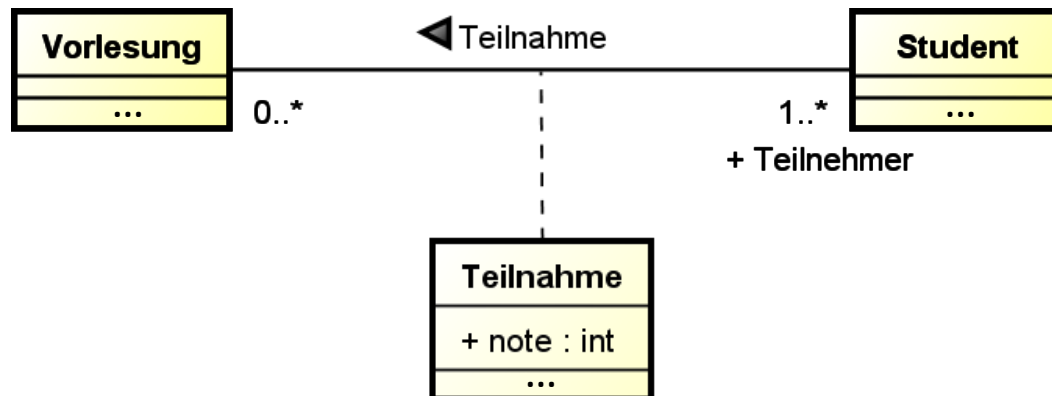 Vorlesung
...
Teilnahme
Student
...
0..*
1..*
+ Teilnehmer
Teilnahme
+ note : int
...